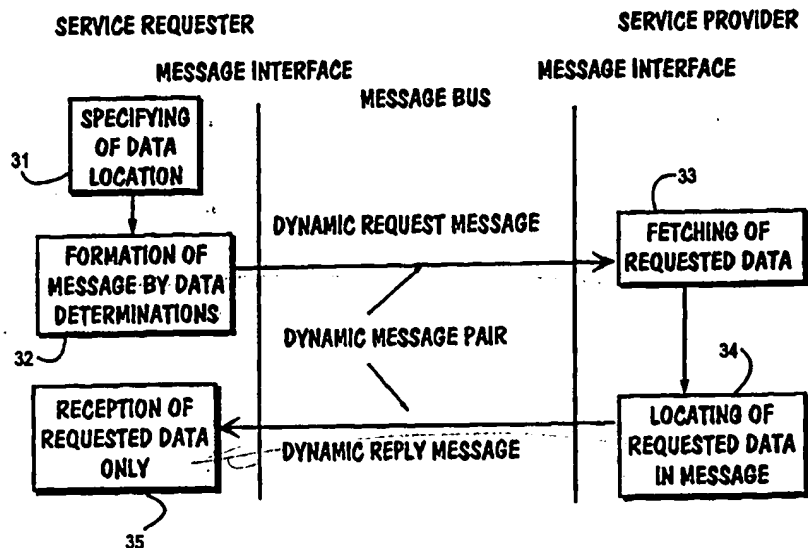 SERVICE REQUESTER
SERVICE PROVIDER
MESSAGE INTERFACE
MESSAGE INTERFACE
MESSAGE BUS
SPECIFYING
OF DATA
LOCATION
31
FORMATION OF
MESSAGE BY DATA
DETERMINATIONS
32
DYNAMIC REQUEST MESSAGE
33
FETCHING OF
REQUESTED DATA
DYNAMIC MESSAGE PAIR
34
LOCATING OF
REQUESTED DATA
IN MESSAGE
DYNAMIC REPLY MESSAGE
RECEPTION OF
REQUESTED DATA
ONLY
35